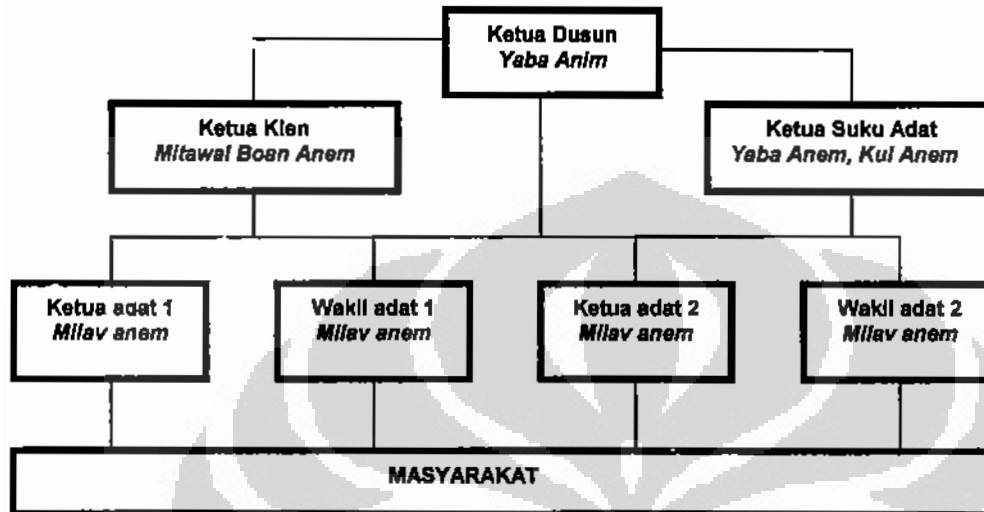 Ketua Dusun
Yaba Anim
Ketua Klen
Mitawal Boan Anem
Ketua Suku Adat
Yaba Anem, Kul Anem
Ketua adat 1
Milav anem
Wakil adat 1
Milav anem
Ketua adat 2
Milav anem
Wakil adat 2
Milav anem
MASYARAKAT